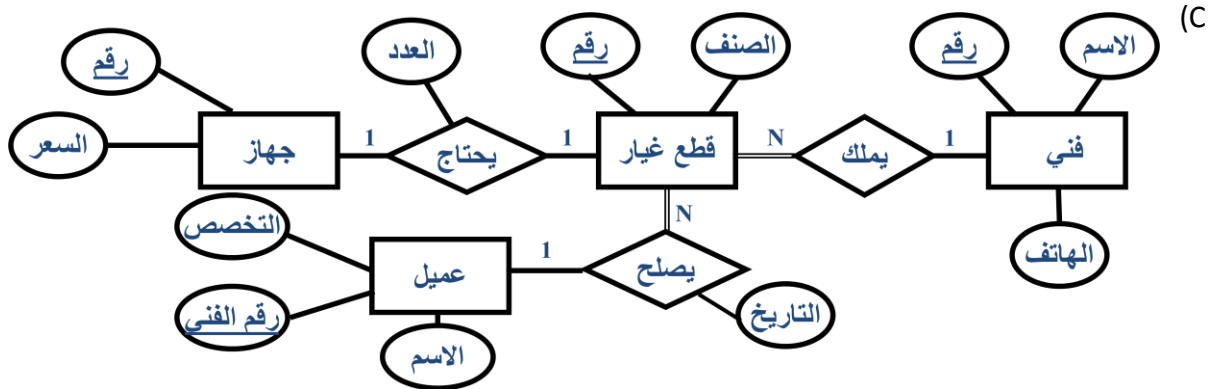 (C
الاسم
رقم
الصنف
رقم
العدد
رقم
السعر
فني
1
يملك
N
قطع غيار
1
يحتاج
1
جهاز
الهاتف
N
يصلح
التاريخ
1
عميل
التخصص
رقم الفني
الاسم